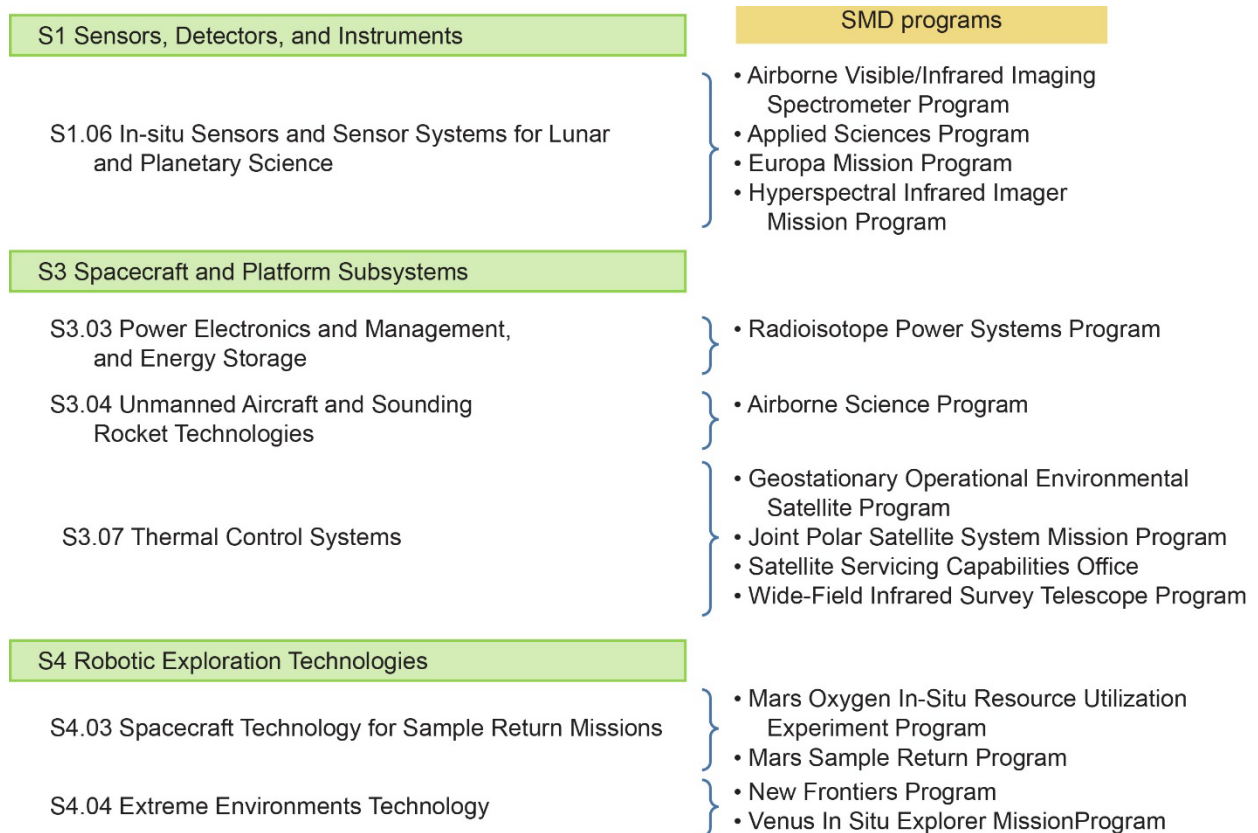 S1 Sensors, Detectors, and Instruments
SMD programs
S1.06 In-situ Sensors and Sensor Systems for Lunar
and Planetary Science
• Airborne Visible/Infrared Imaging
Spectrometer Program
• Applied Sciences Program
• Europa Mission Program
• Hyperspectral Infrared Imager
Mission Program
S3 Spacecraft and Platform Subsystems
S3.03 Power Electronics and Management,
and Energy Storage
• Radioisotope Power Systems Program
S3.04 Unmanned Aircraft and Sounding
Rocket Technologies
• Airborne Science Program
S3.07 Thermal Control Systems
• Geostationary Operational Environmental
Satellite Program
• Joint Polar Satellite System Mission Program
• Satellite Servicing Capabilities Office
• Wide-Field Infrared Survey Telescope Program
S4 Robotic Exploration Technologies
S4.03 Spacecraft Technology for Sample Return Missions
• Mars Oxygen In-Situ Resource Utilization
Experiment Program
• Mars Sample Return Program
S4.04 Extreme Environments Technology
• New Frontiers Program
• Venus In Situ Explorer MissionProgram